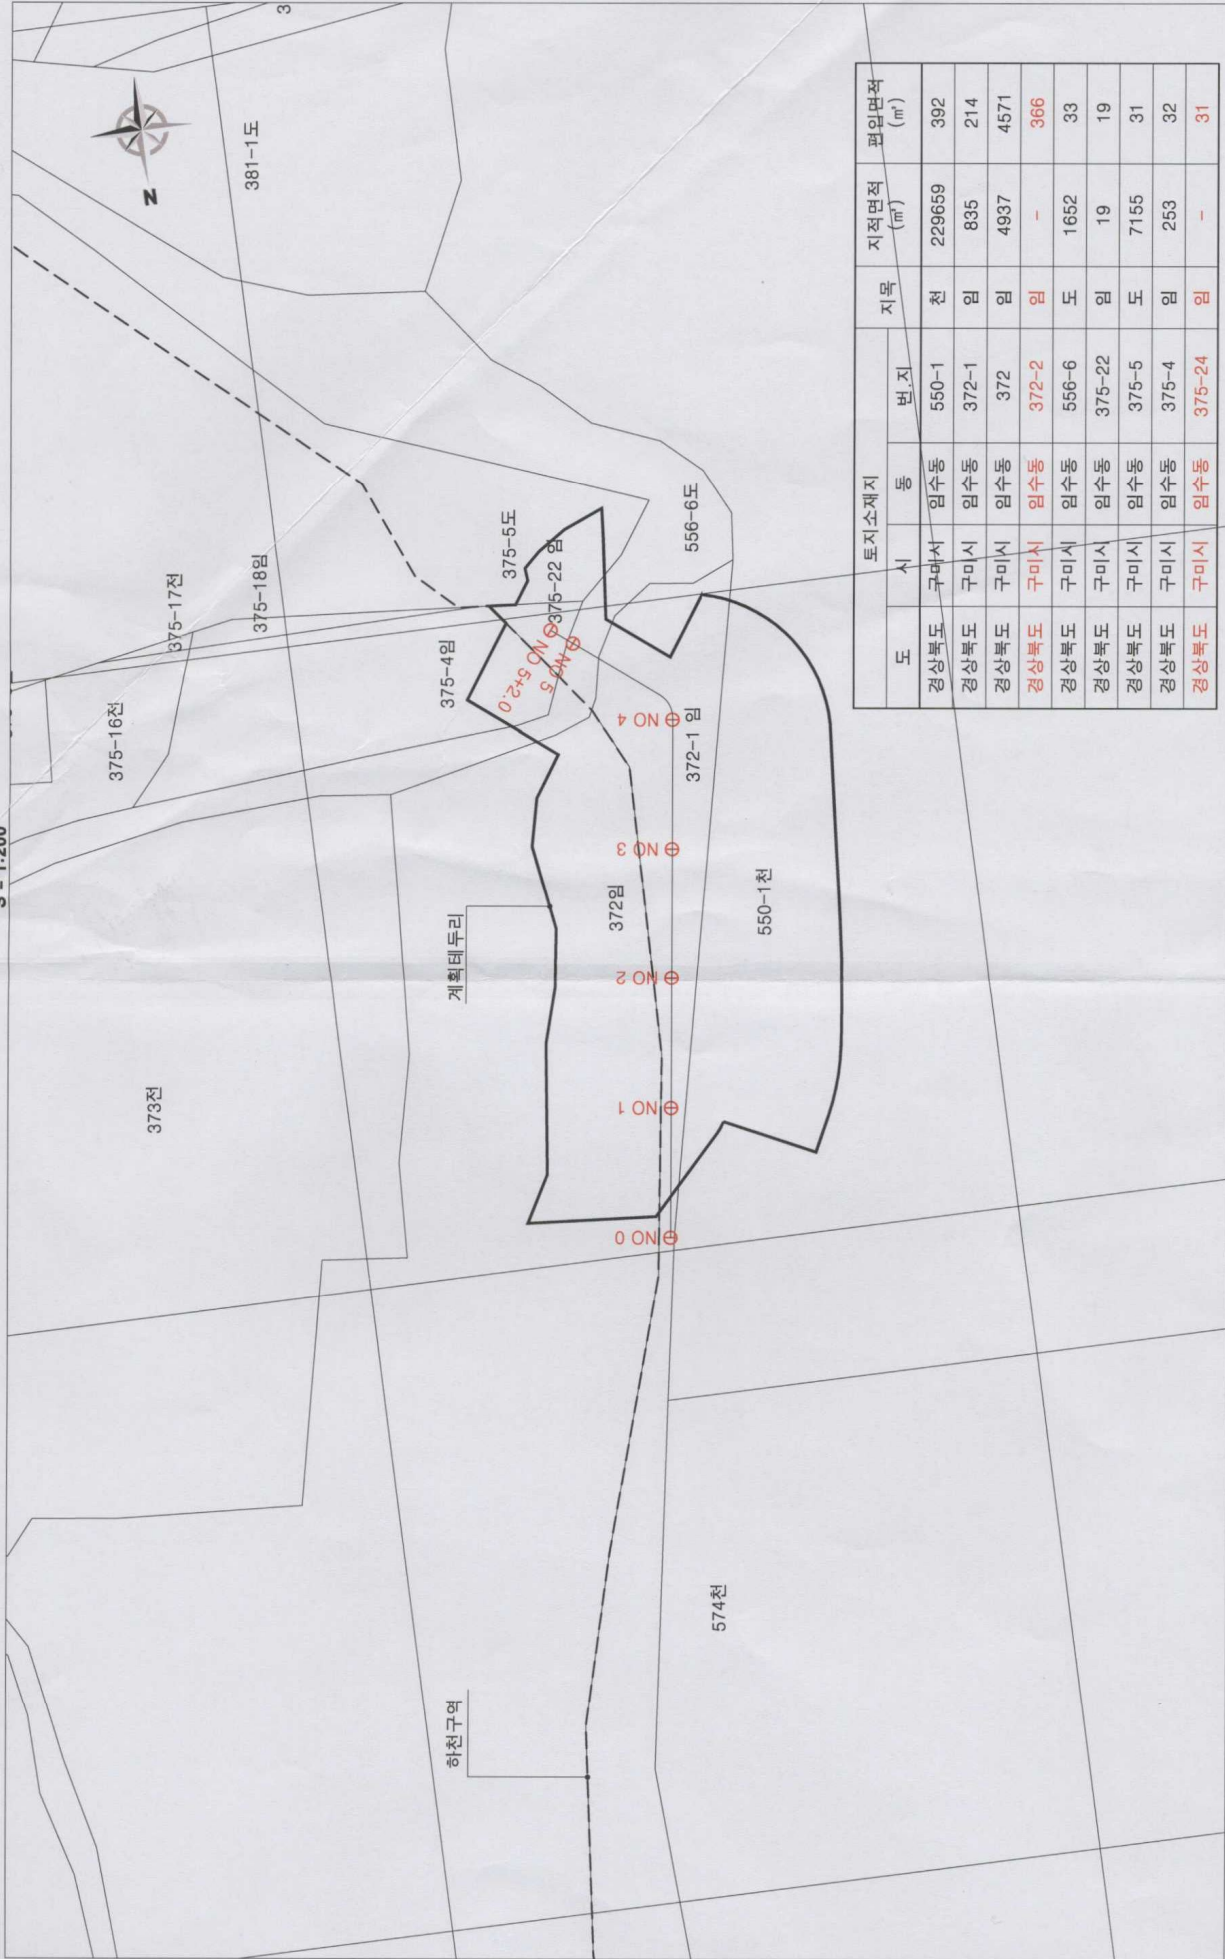 S = 1:200
373전
375-16전
375-17전
375-18임
381-1도
3
N
계획테두리
하천구역
375-4임
375-5도
375-22 임
556-6도
372임
372-1 임
550-1천
574천
NO 0
NO 1
NO 2
NO 3
NO 4
NO 5
NO 5+2.0
토지소재지 지목 지적면적 (㎡) 편입면적 (㎡)
도 시 동 번.지
경상북도 구미시 임수동 550-1 천 229659 392
경상북도 구미시 임수동 372-1 임 835 214
경상북도 구미시 임수동 372 임 4937 4571
경상북도 구미시 임수동 372-2 임 - 366
경상북도 구미시 임수동 556-6 도 1652 33
경상북도 구미시 임수동 375-22 임 19 19
경상북도 구미시 임수동 375-5 도 7155 31
경상북도 구미시 임수동 375-4 임 253 32
경상북도 구미시 임수동 375-24 임 - 31